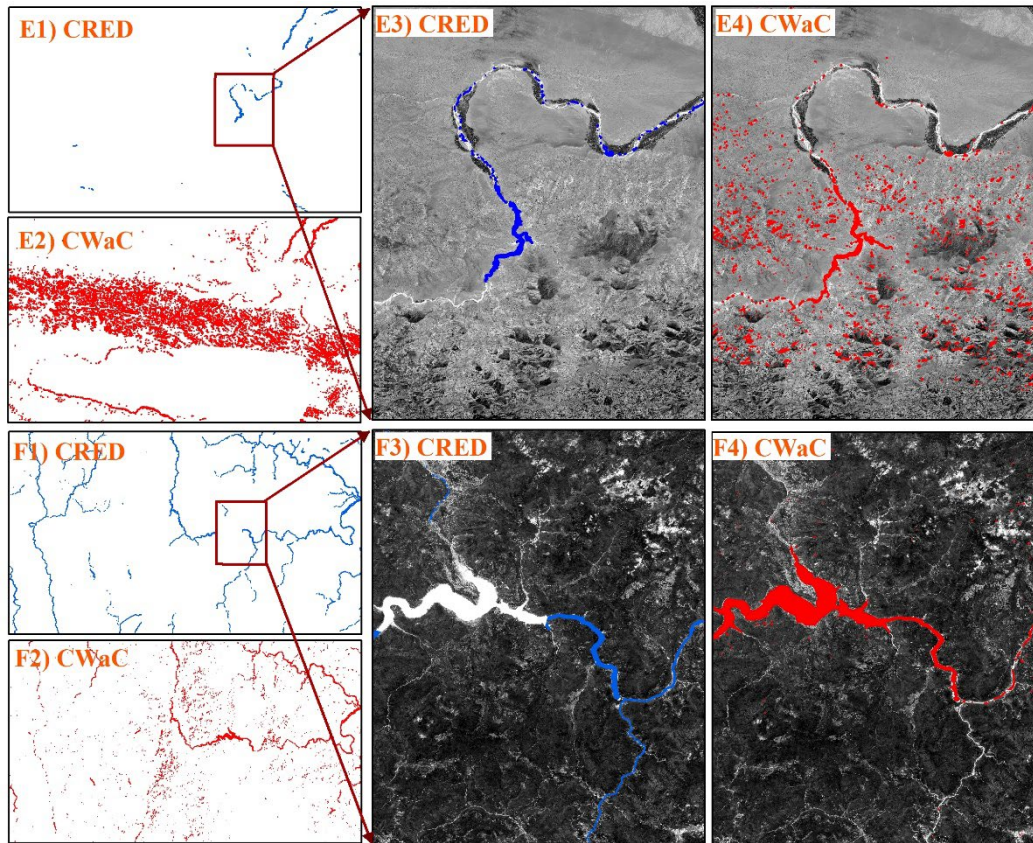 E1) CRED
E3) CRED
E4) CWaC
E2) CWaC
F1) CRED
F3) CRED
F4) CWaC
F2) CWaC